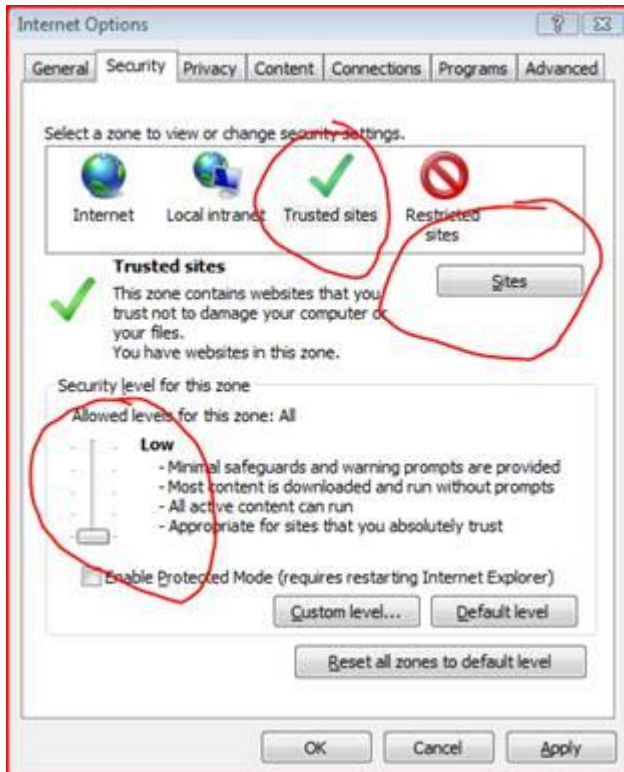 Internet Options
General Security Privacy Content Connections Programs Advanced
Select a zone to view or change security settings.
Internet Local intranet Trusted sites Restricted sites
Trusted sites
Sites
This zone contains websites that you
trust not to damage your computer or
your files.
You have websites in this zone.
Security level for this zone
Allowed levels for this zone: All
Low
- Minimal safeguards and warning prompts are provided
- Most content is downloaded and run without prompts
- All active content can run
- Appropriate for sites that you absolutely trust
Enable Protected Mode (requires restarting Internet Explorer)
Custom level... Default level
Reset all zones to default level
OK Cancel Apply